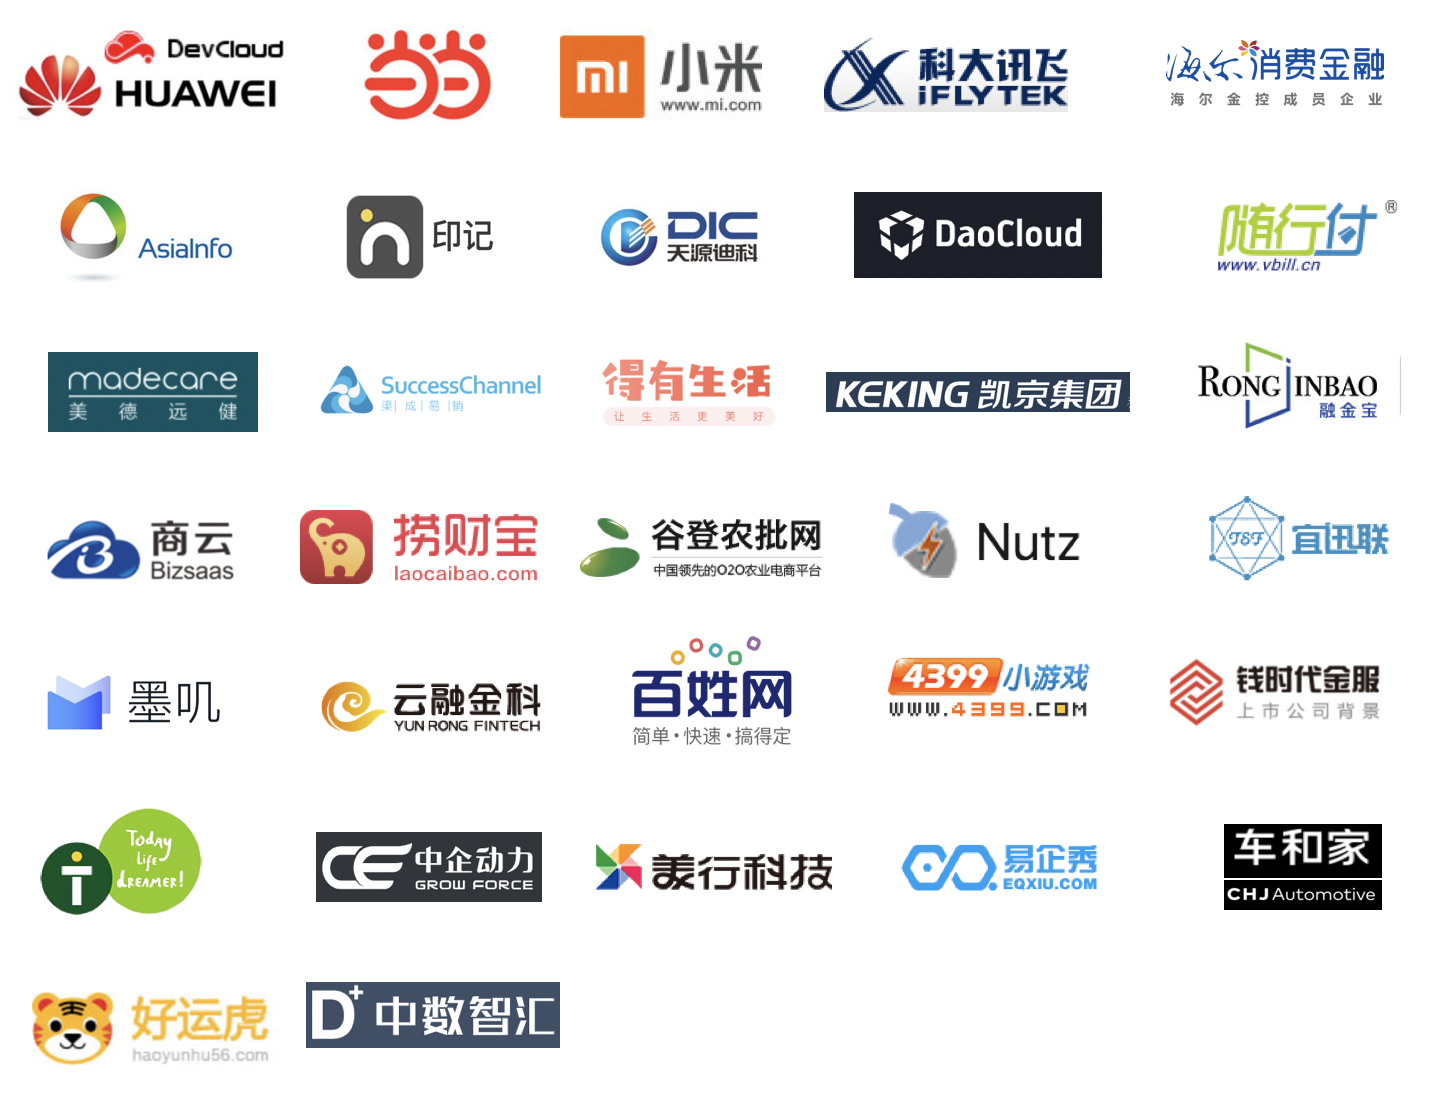 DevCloud
HUAWEI
当当
mi
小米
www.mi.com
科大讯飞
iFLYTEK
海尔消费金融
海尔金控成员企业
AsiaInfo
印记
DIC
天源迪科
DaoCloud
随行付®
www.vbill.cn
madecare
美德远健
SuccessChannel
渠|成|易|销
得有生活
让生活更美好
KEKING 凯京集团
RONG JINBAO
融金宝
商云
Bizsaas
捞财宝
laocaibao.com
谷登农批网
中国领先的O2O农业电商平台
Nutz
宜迅联
墨叽
云融金科
YUN RONG FINTECH
百姓网
简单·快速·搞得定
4399小游戏
www.4399.com
钱时代金服
上市公司背景
Today
Life
dREAMER!
CE 中企动力
GROW FORCE
美行科技
易企秀
EQXIU.COM
车和家
CHJ Automotive
好运虎
haoyunhu56.com
D+ 中数智汇